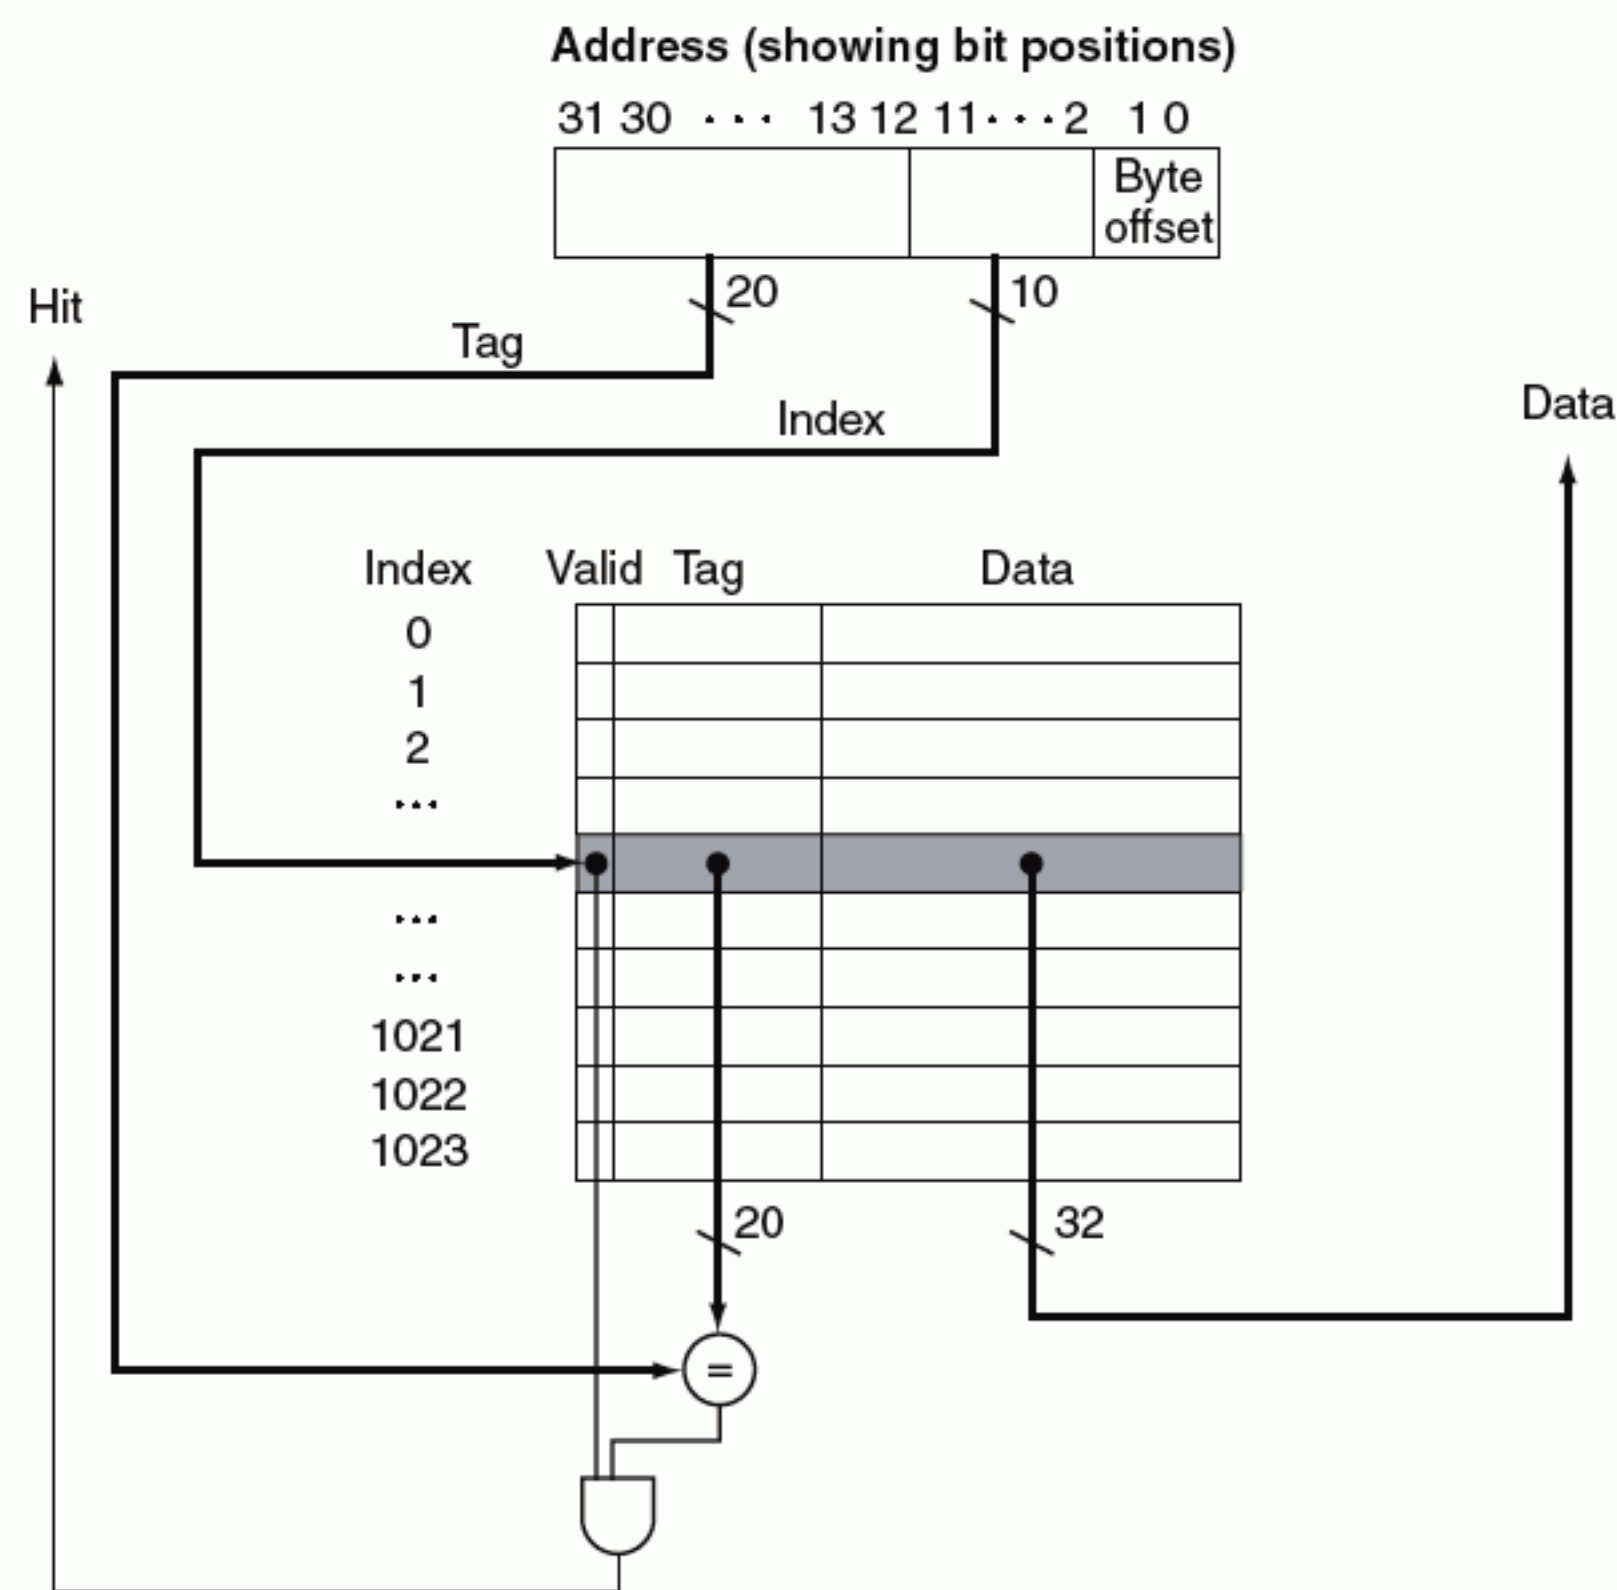 Address (showing bit positions)
31 30 ··· 13 12 11···2 1 0
Byte
offset
20 10
Hit
Tag
Data
Index
Index Valid Tag Data
0
1
2
···
···
···
1021
1022
1023
20 32
=